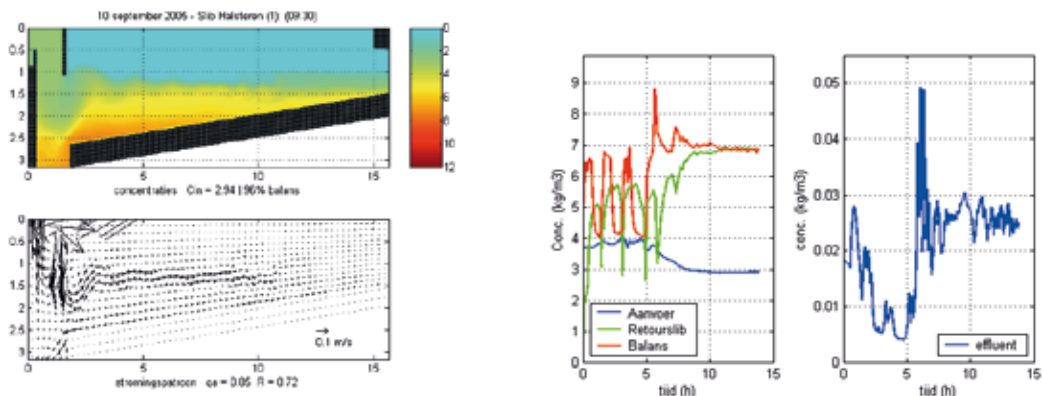 10 september 2005 - Slib Halsteren (1): (09:30)
0
0.5
1
1.5
2
2.5
3
0 5 10 15
0
2
4
6
8
10
12
concentraties Cin = 2.94 | 96% balans
0
0.5
1
1.5
2
2.5
3
0.1 m/s
0 5 10 15
stromingspatroon qa = 0.05 R = 0.72
Conc. (kg/m3)
9
8
7
6
5
4
3
2
1
0
Aanvoer
Retourslib
Balans
0 5 10 15
tijd (h)
conc. (kg/m3)
0.05
0.04
0.03
0.02
0.01
0
effluent
0 5 10 15
tijd (h)